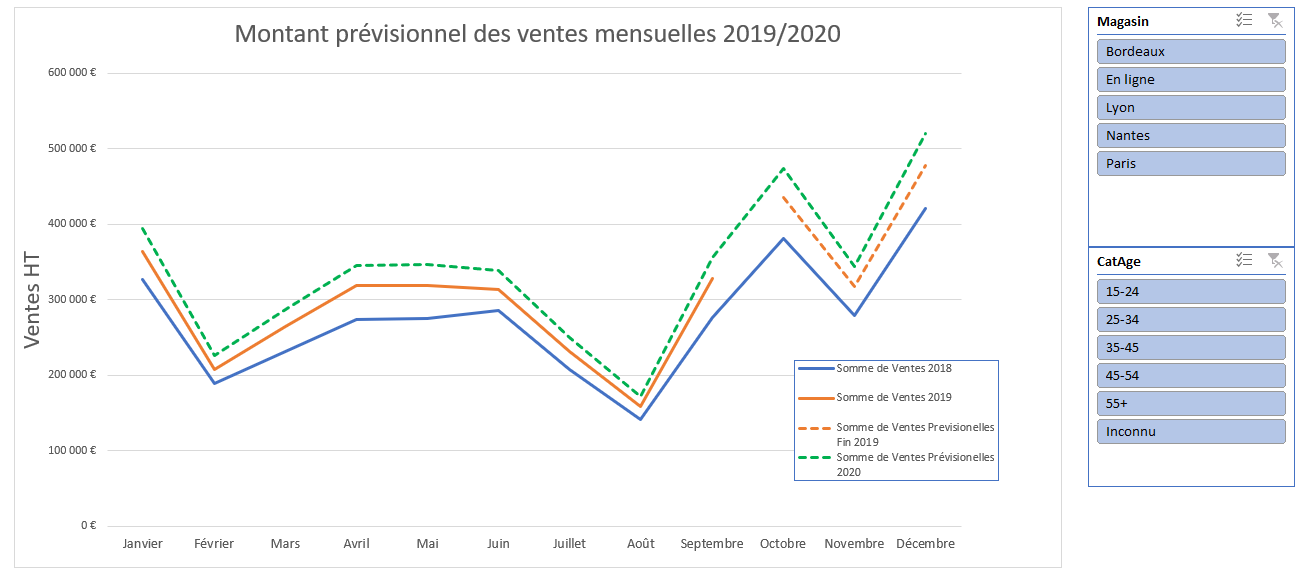 Montant prévisionnel des ventes mensuelles 2019/2020
600 000 €
500 000 €
400 000 €
300 000 €
200 000 €
100 000 €
0 €
Ventes HT
Janvier
Février
Mars
Avril
Mai
Juin
Juillet
Août
Septembre
Octobre
Novembre
Décembre
Somme de Ventes 2018
Somme de Ventes 2019
Somme de Ventes Previsionelles
Fin 2019
Somme de Ventes Prévisionelles
2020
Magasin
Bordeaux
En ligne
Lyon
Nantes
Paris
CatAge
15-24
25-34
35-45
45-54
55+
Inconnu